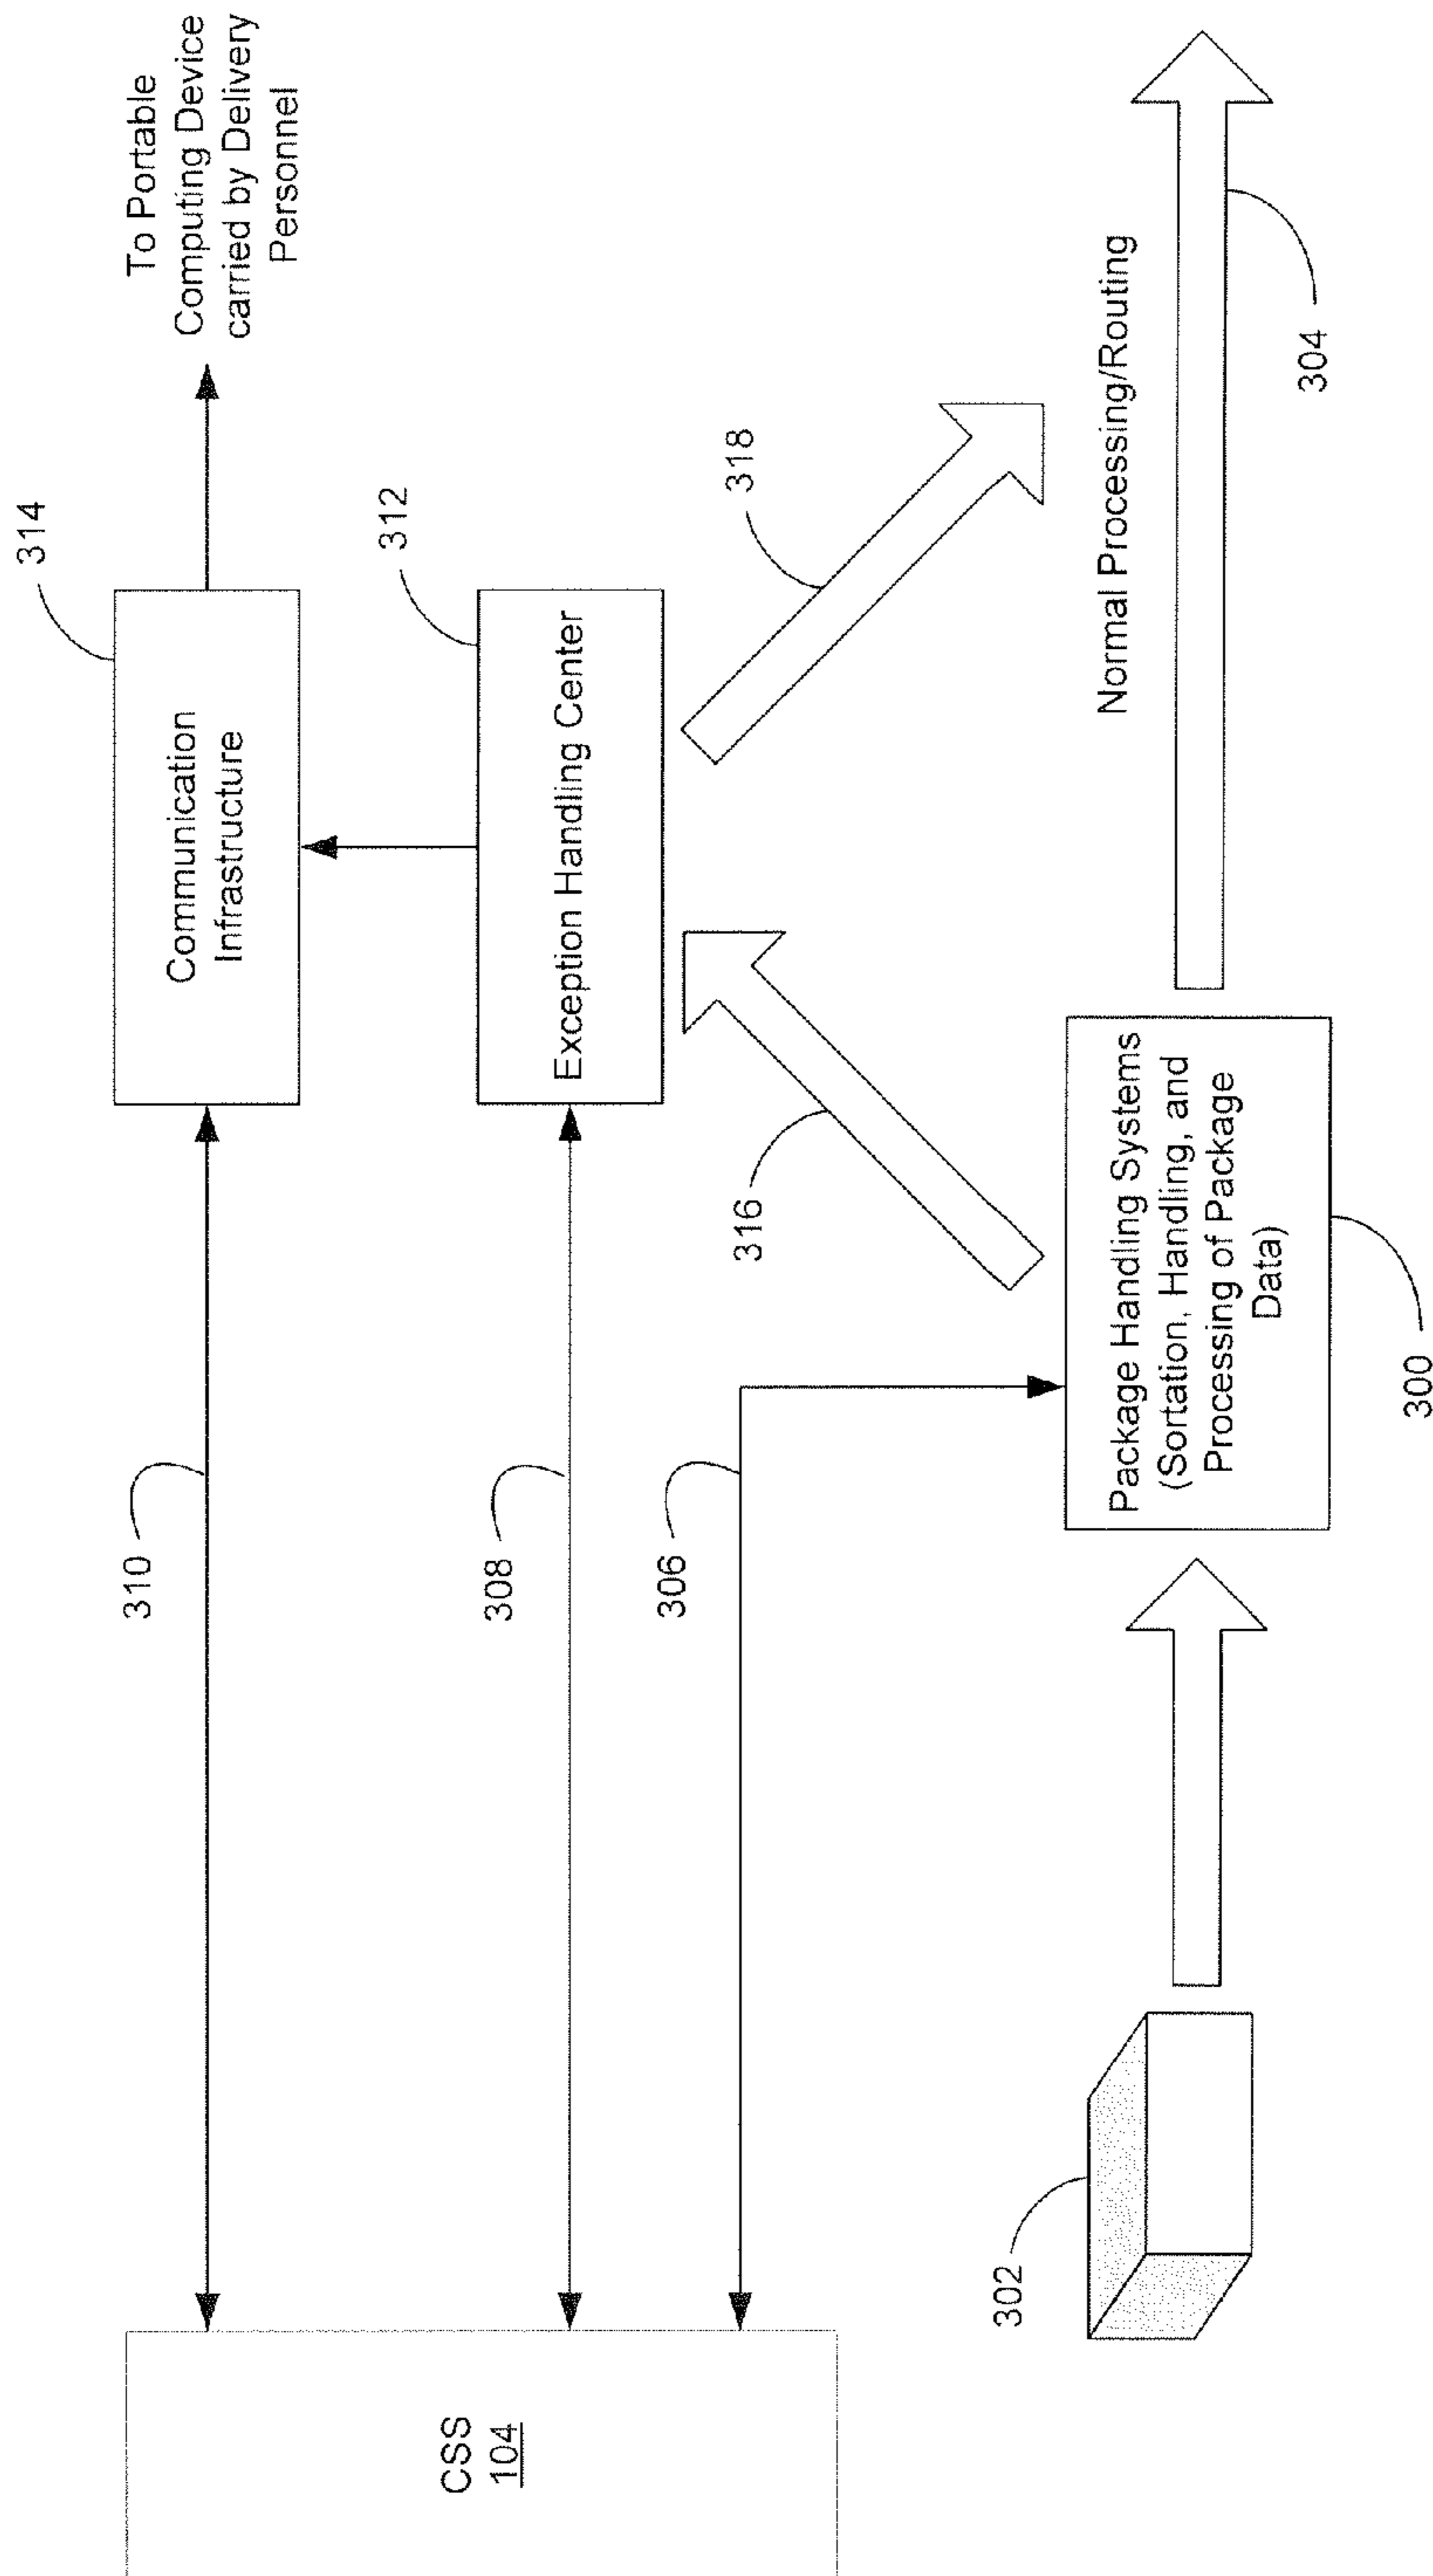 314
Communication
Infrastructure
To Portable
Computing Device
carried by Delivery
Personnel
310
312
Exception Handling Center
308
318
316
306
CSS
104
Normal Processing/Routing
304
Package Handling Systems
(Sortation, Handling, and
Processing of Package
Data)
300
302